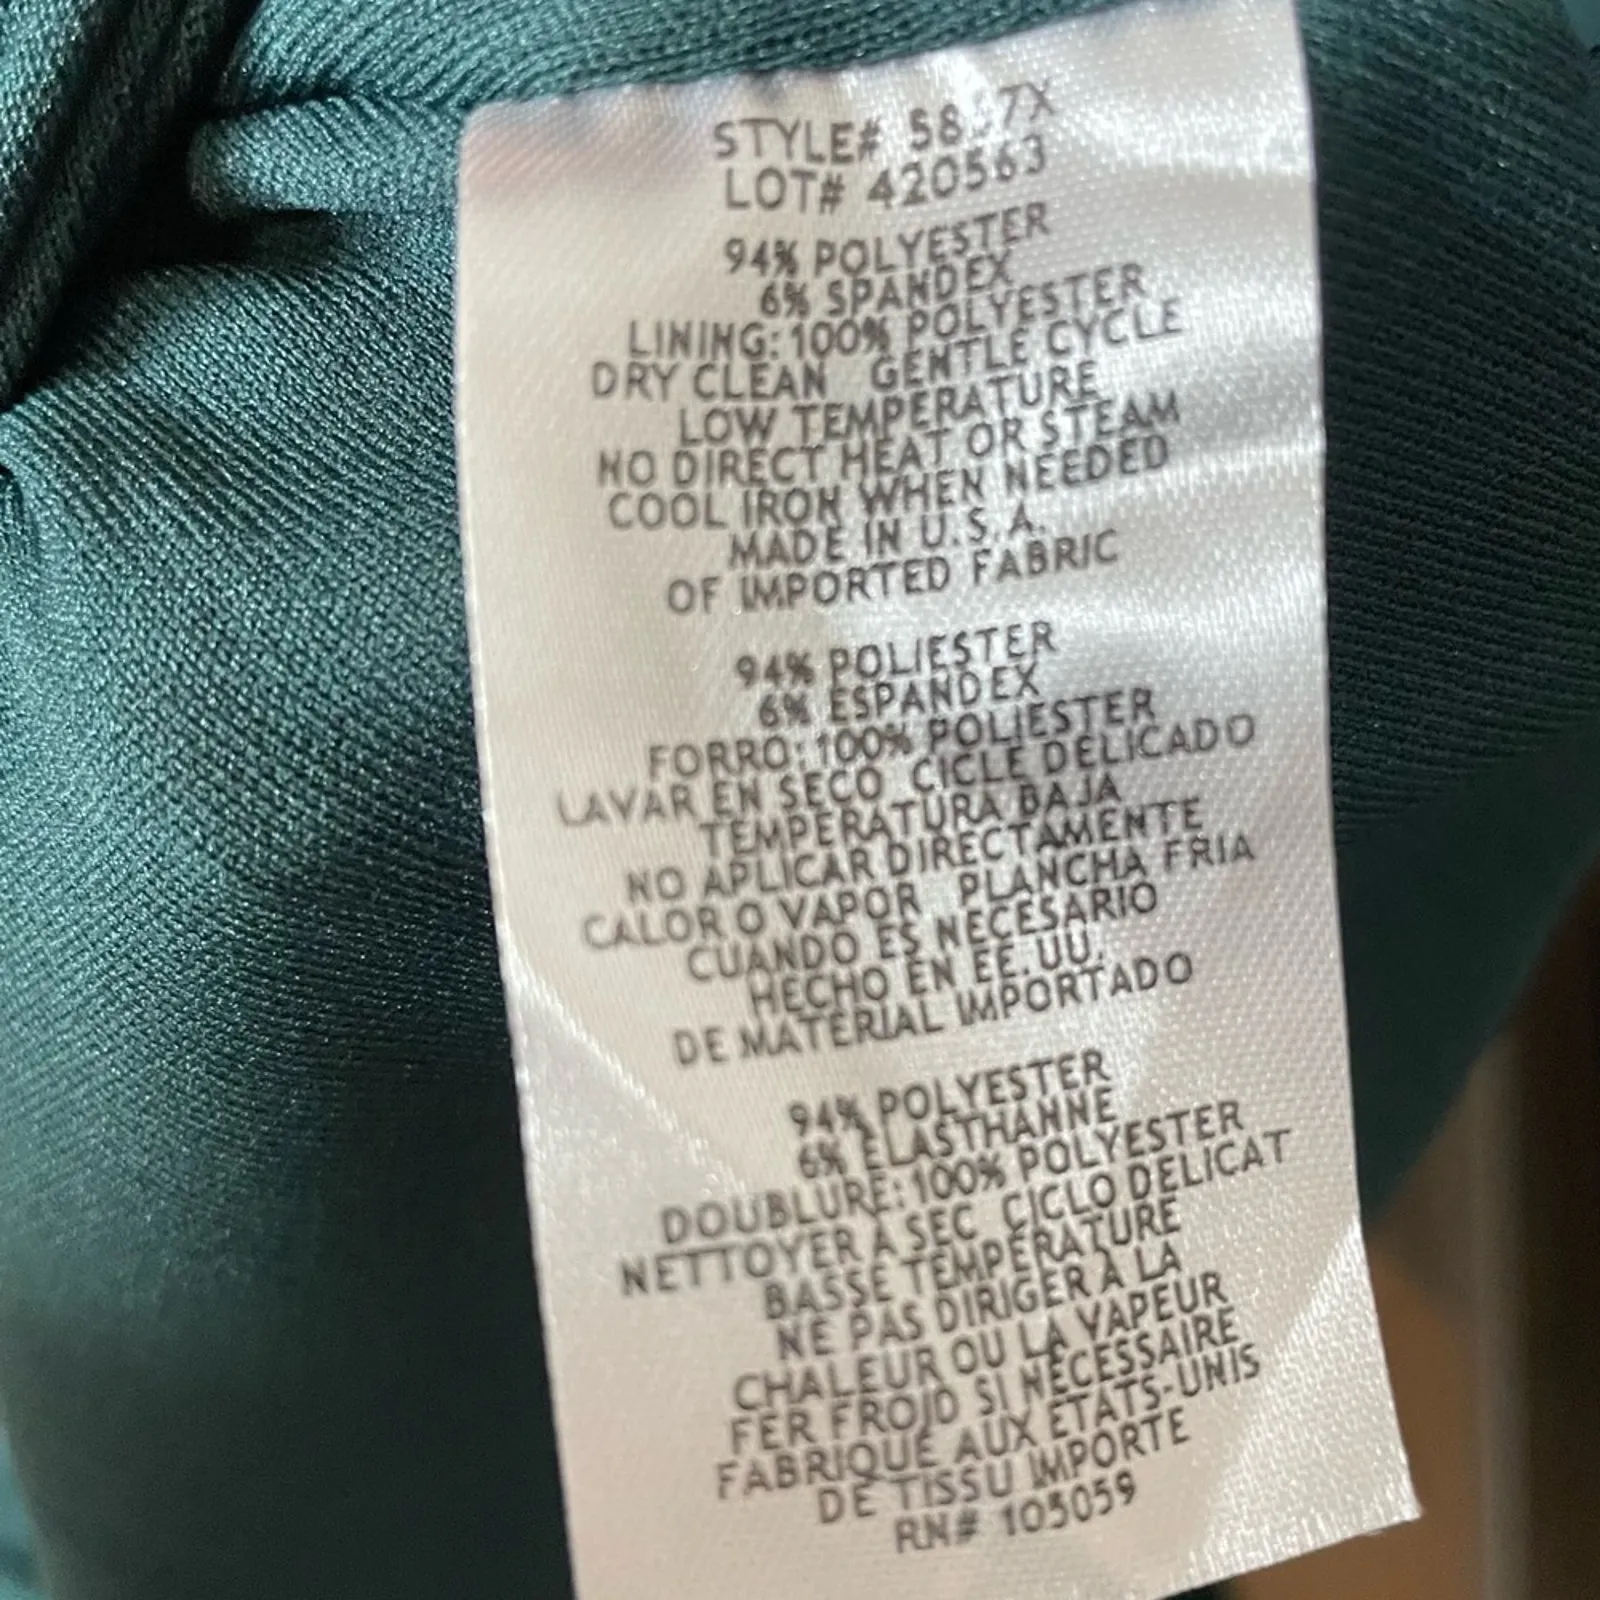 STYLE#
LOT# 420563
94% POLYESTER
6% SPANDEX
LINING: 100% POLYESTER
DRY CLEAN GENTLE CYCLE
LOW TEMPERATURE
NO DIRECT HEAT OR STEAM
COOL IRON WHEN NEEDED
MADE IN U.S.A.
OF IMPORTED FABRIC
94% POLIESTER
6% ESPANDEX
FORRO: 100% POLIESTER
LAVAR EN SECO CICLE DELICADO
TEMPERATURA BAJA
NO APLICAR DIRECTAMENTE
CALOR O VAPOR PLANCHA FRIA
CUANDO ES NECESARIO
HECHO EN EE.UU.
DE MATERIAL IMPORTADO
94% POLYESTER
6% ELASTHANNE
DOUBLURE: 100% POLYESTER
NETTOYER À SEC CICLO DELICAT
BASSE TEMPÉRATURE
NE PAS DIRIGER À LA
CHALEUR OU LA VAPEUR
FER FROID SI NÉCESSAIRE
FABRIQUÉ AUX ETATS-UNIS
DE TISSU IMPORTE
RN# 105059